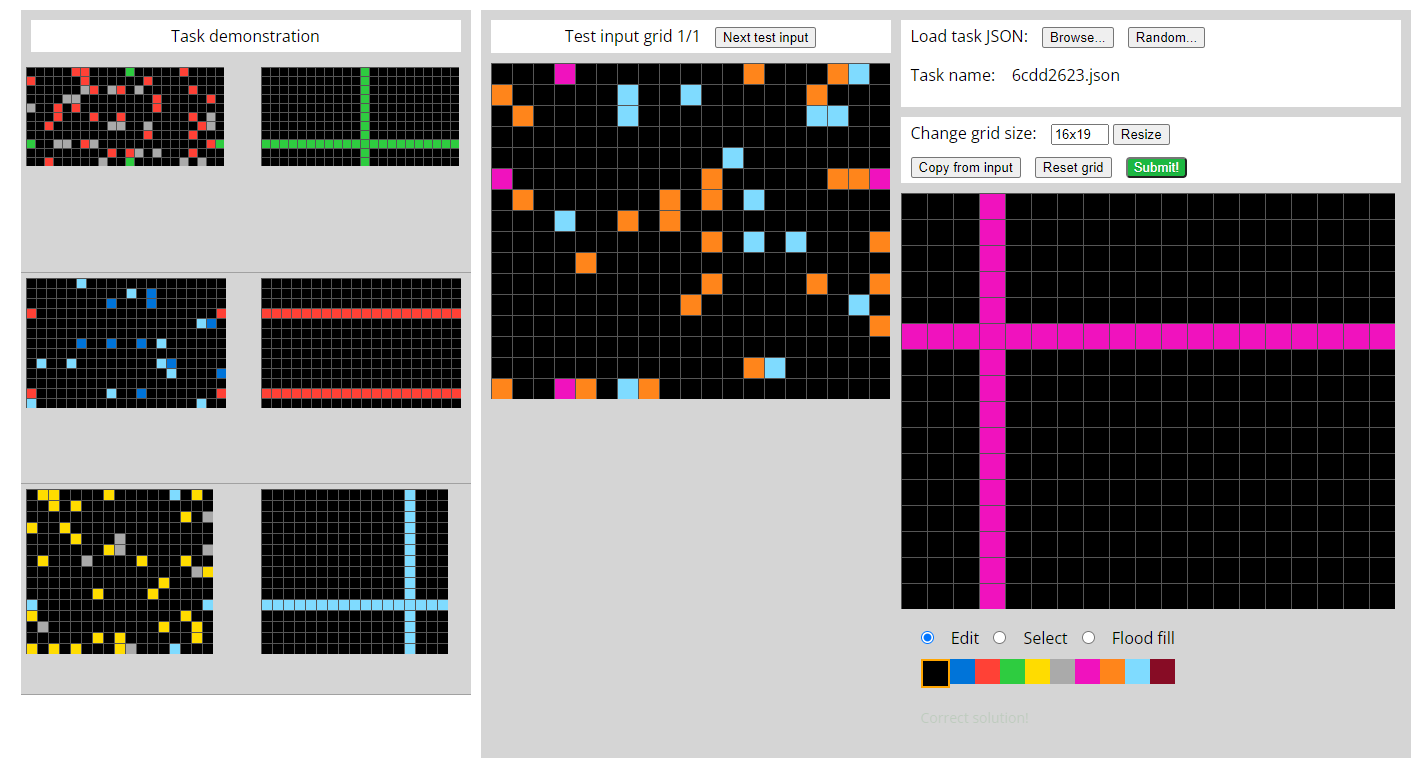 Task demonstration
Test input grid 1/1 Next test input
Load task JSON: Browse... Random...
Task name: 6cdd2623.json
Change grid size: 16x19 Resize
Copy from input Reset grid Submit!
Edit Select Flood fill
Correct solution!